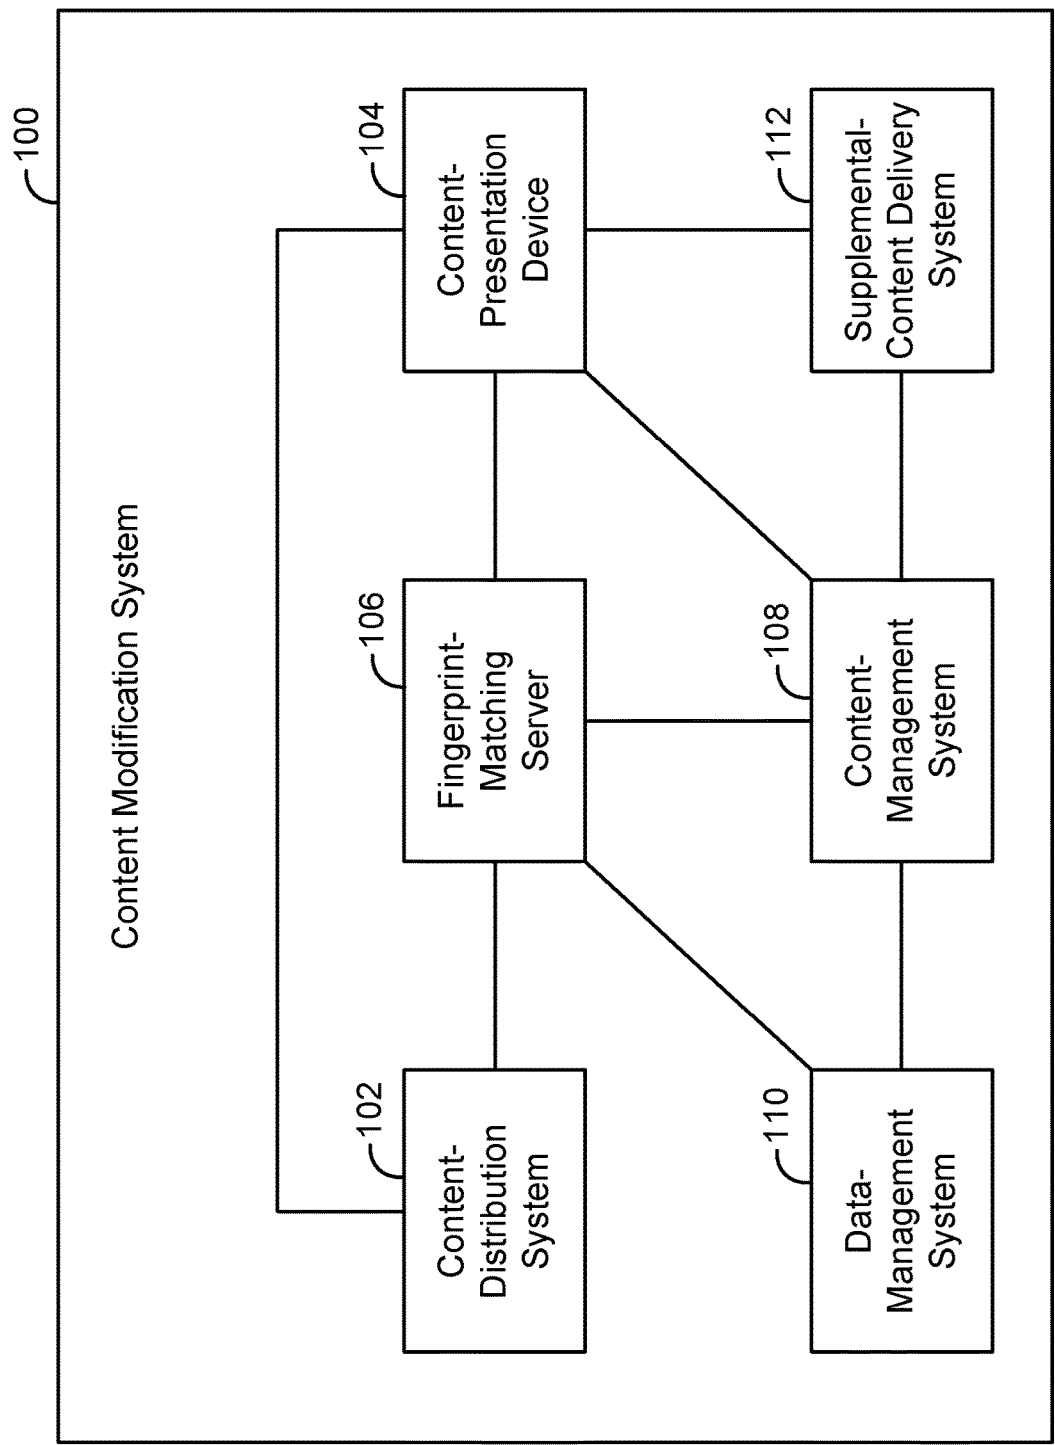 100
Content Modification System
102
Content-
Distribution
System
106
Fingerprint-
Matching
Server
104
Content-
Presentation
Device
110
Data-
Management
System
108
Content-
Management
System
112
Supplemental-
Content Delivery
System